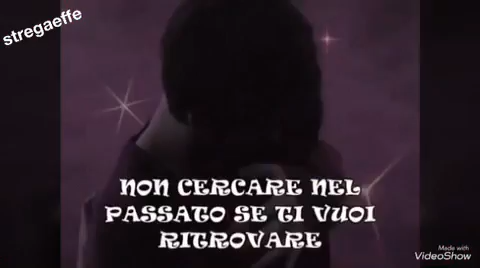 stregaeffe
NON CERCARE NEL
PASSATO SE TI VUOI
RITROVARE
Made with
VideoShow